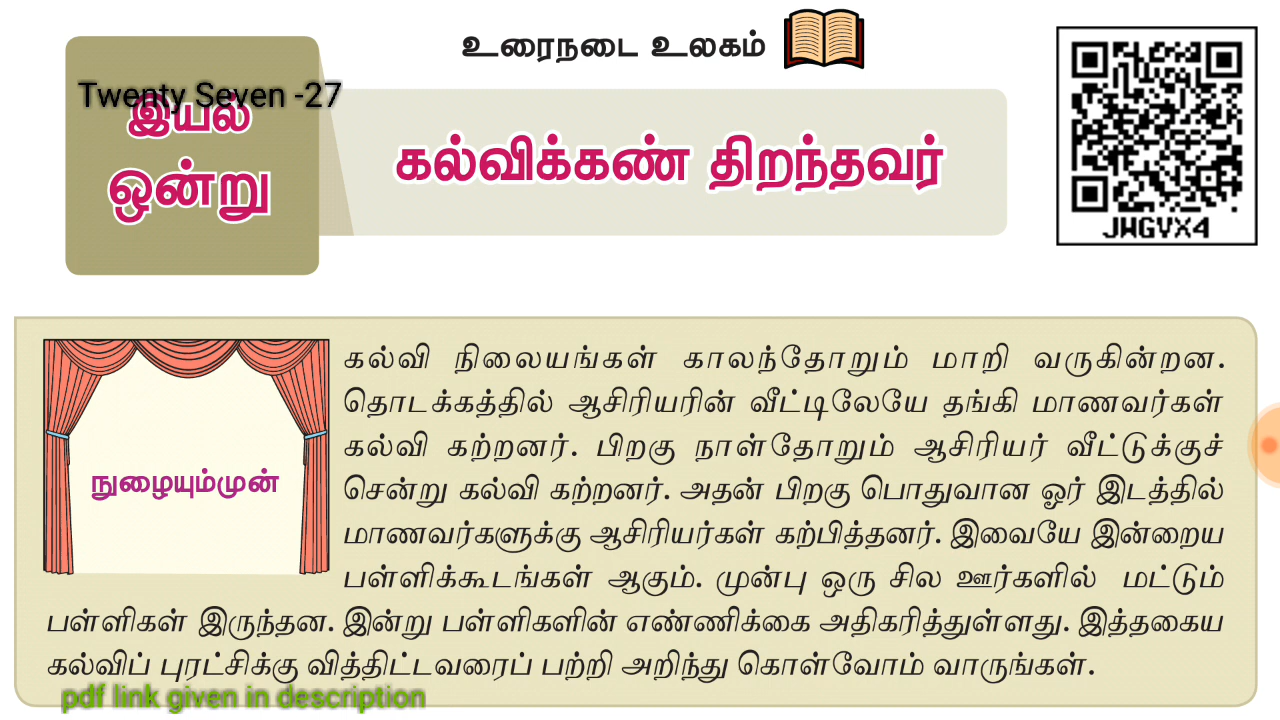 உரைநடை உலகம்
Twenty Seven -27
இயல்
ஒன்று
கல்விக்கண் திறந்தவர்
JWGVX4
நுழையும்முன்
கல்வி நிலையங்கள் காலந்தோறும் மாறி வருகின்றன.
தொடக்கத்தில் ஆசிரியரின் வீட்டிலேயே தங்கி மாணவர்கள்
கல்வி கற்றனர். பிறகு நாள்தோறும் ஆசிரியர் வீட்டுக்குச்
சென்று கல்வி கற்றனர். அதன் பிறகு பொதுவான ஓர் இடத்தில்
மாணவர்களுக்கு ஆசிரியர்கள் கற்பித்தனர். இவையே இன்றைய
பள்ளிக்கூடங்கள் ஆகும். முன்பு ஒரு சில ஊர்களில் மட்டும்
பள்ளிகள் இருந்தன. இன்று பள்ளிகளின் எண்ணிக்கை அதிகரித்துள்ளது. இத்தகைய
கல்விப் புரட்சிக்கு வித்திட்டவரைப் பற்றி அறிந்து கொள்வோம் வாருங்கள்.
pdf link given in description